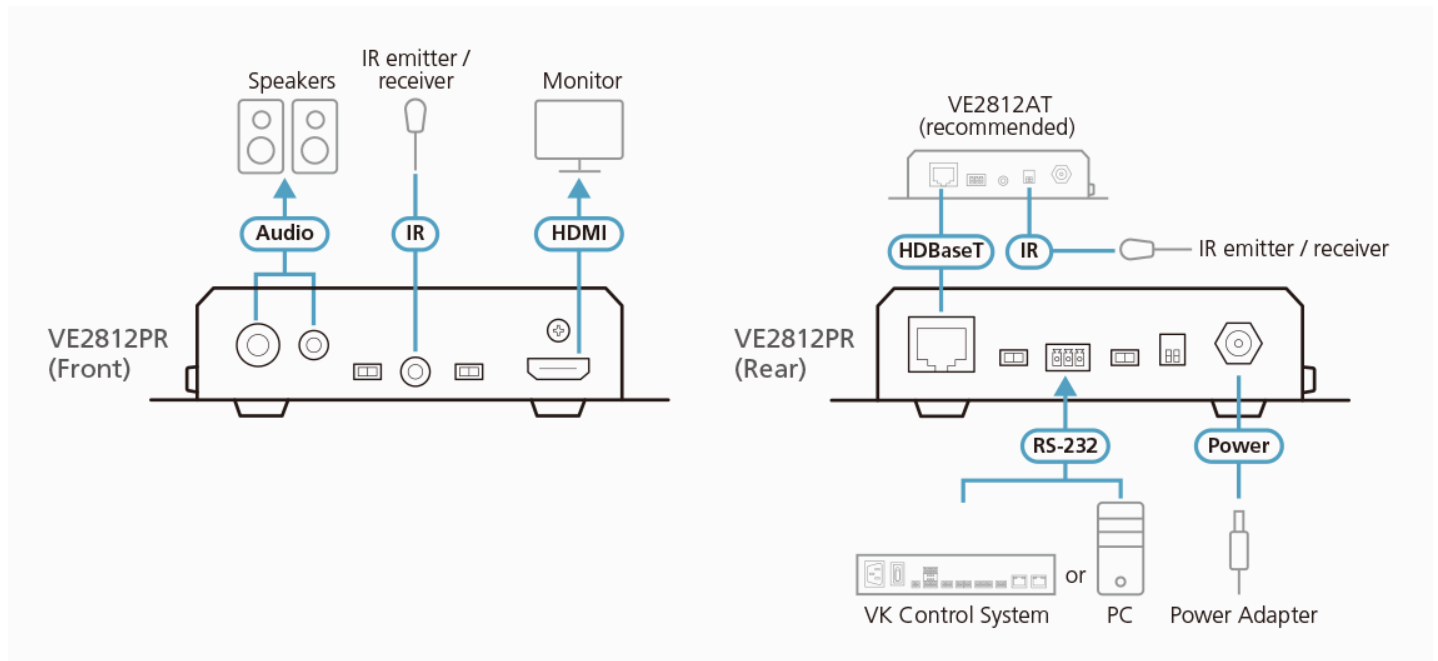 Speakers
IR emitter /
receiver
Monitor
Audio
IR
HDMI
VE2812PR
(Front)
VE2812AT
(recommended)
HDBaseT
IR
IR emitter / receiver
VE2812PR
(Rear)
RS-232
Power
or
VK Control System
PC
Power Adapter